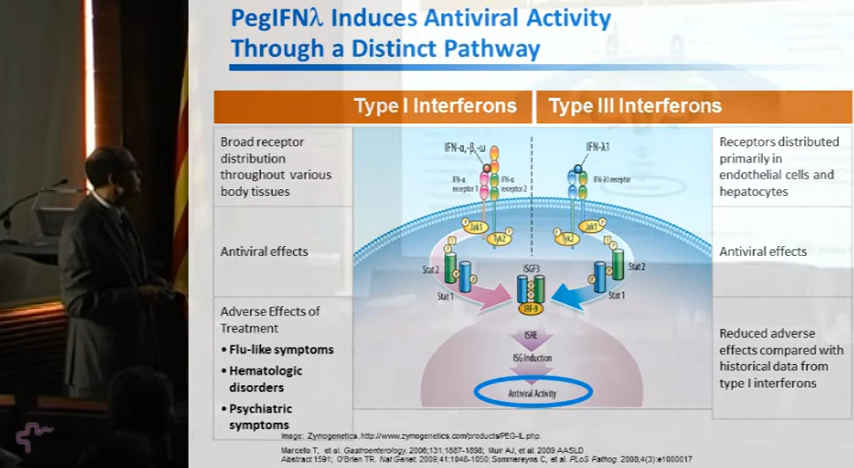 PegIFNλ Induces Antiviral Activity
Through a Distinct Pathway
Type I Interferons
Type III Interferons
Broad receptor
distribution
throughout various
body tissues
Antiviral effects
Adverse Effects of
Treatment
• Flu-like symptoms
• Hematologic
disorders
• Psychiatric
symptoms
IFN-α,-β,-ω
IFN-λ1
IFN-α
receptor 1
IFN-α
receptor 2
IFN-λ1 receptor
Jak1
Tyk2
Tyk2
Jak1
Stat 2
Stat 1
ISGF3
Stat 2
Stat 1
IRF-9
ISRE
ISG Induction
Antiviral Activity
Receptors distributed
primarily in
endothelial cells and
hepatocytes
Antiviral effects
Reduced adverse
effects compared with
historical data from
type I interferons
Image: Zymogenetics. http://www.zymogenetics.com/products/PEG-IL.php.
Marcello T, et al. Gastroenterology. 2006;131:1887-1898; Muir AJ, et al. 2009 AASLD
Abstract 1591; O'Brien TR. Nat Genet. 2009;41:1048-1050; Sommereyns C, et al. PLoS Pathog. 2008;4(3):e1000017